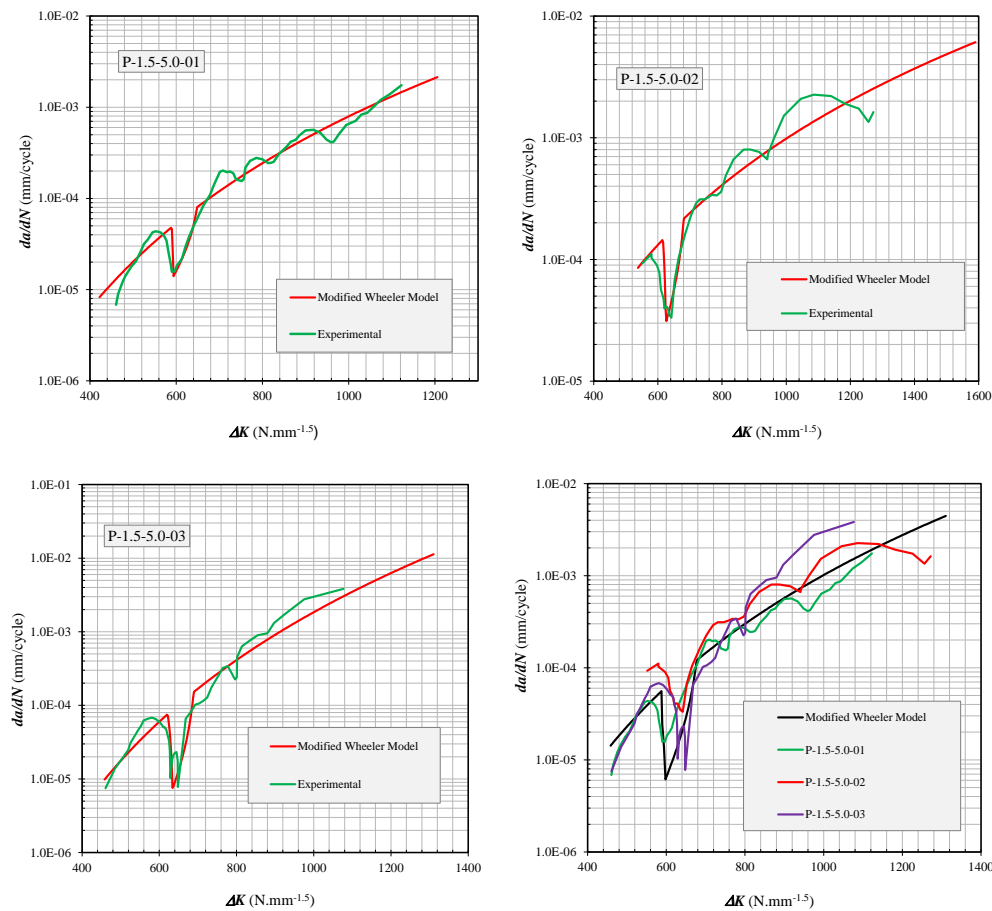 1.0E-02
P-1.5-5.0-01
1.0E-03
da/dN (mm/cycle)
1.0E-04
1.0E-05
Modified Wheeler Model
Experimental
1.0E-06
400 600 800 1000 1200
ΔK (N.mm-1.5)
1.0E-02
P-1.5-5.0-02
1.0E-03
da/dN (mm/cycle)
1.0E-04
Modified Wheeler Model
Experimental
1.0E-05
400 600 800 1000 1200 1400 1600
ΔK (N.mm-1.5)
1.0E-01
P-1.5-5.0-03
1.0E-02
1.0E-03
da/dN (mm/cycle)
1.0E-04
1.0E-05
Modified Wheeler Model
Experimental
1.0E-06
400 600 800 1000 1200 1400
ΔK (N.mm-1.5)
1.0E-02
1.0E-03
da/dN (mm/cycle)
1.0E-04
1.0E-05
Modified Wheeler Model
P-1.5-5.0-01
P-1.5-5.0-02
P-1.5-5.0-03
1.0E-06
400 600 800 1000 1200 1400
ΔK (N.mm-1.5)